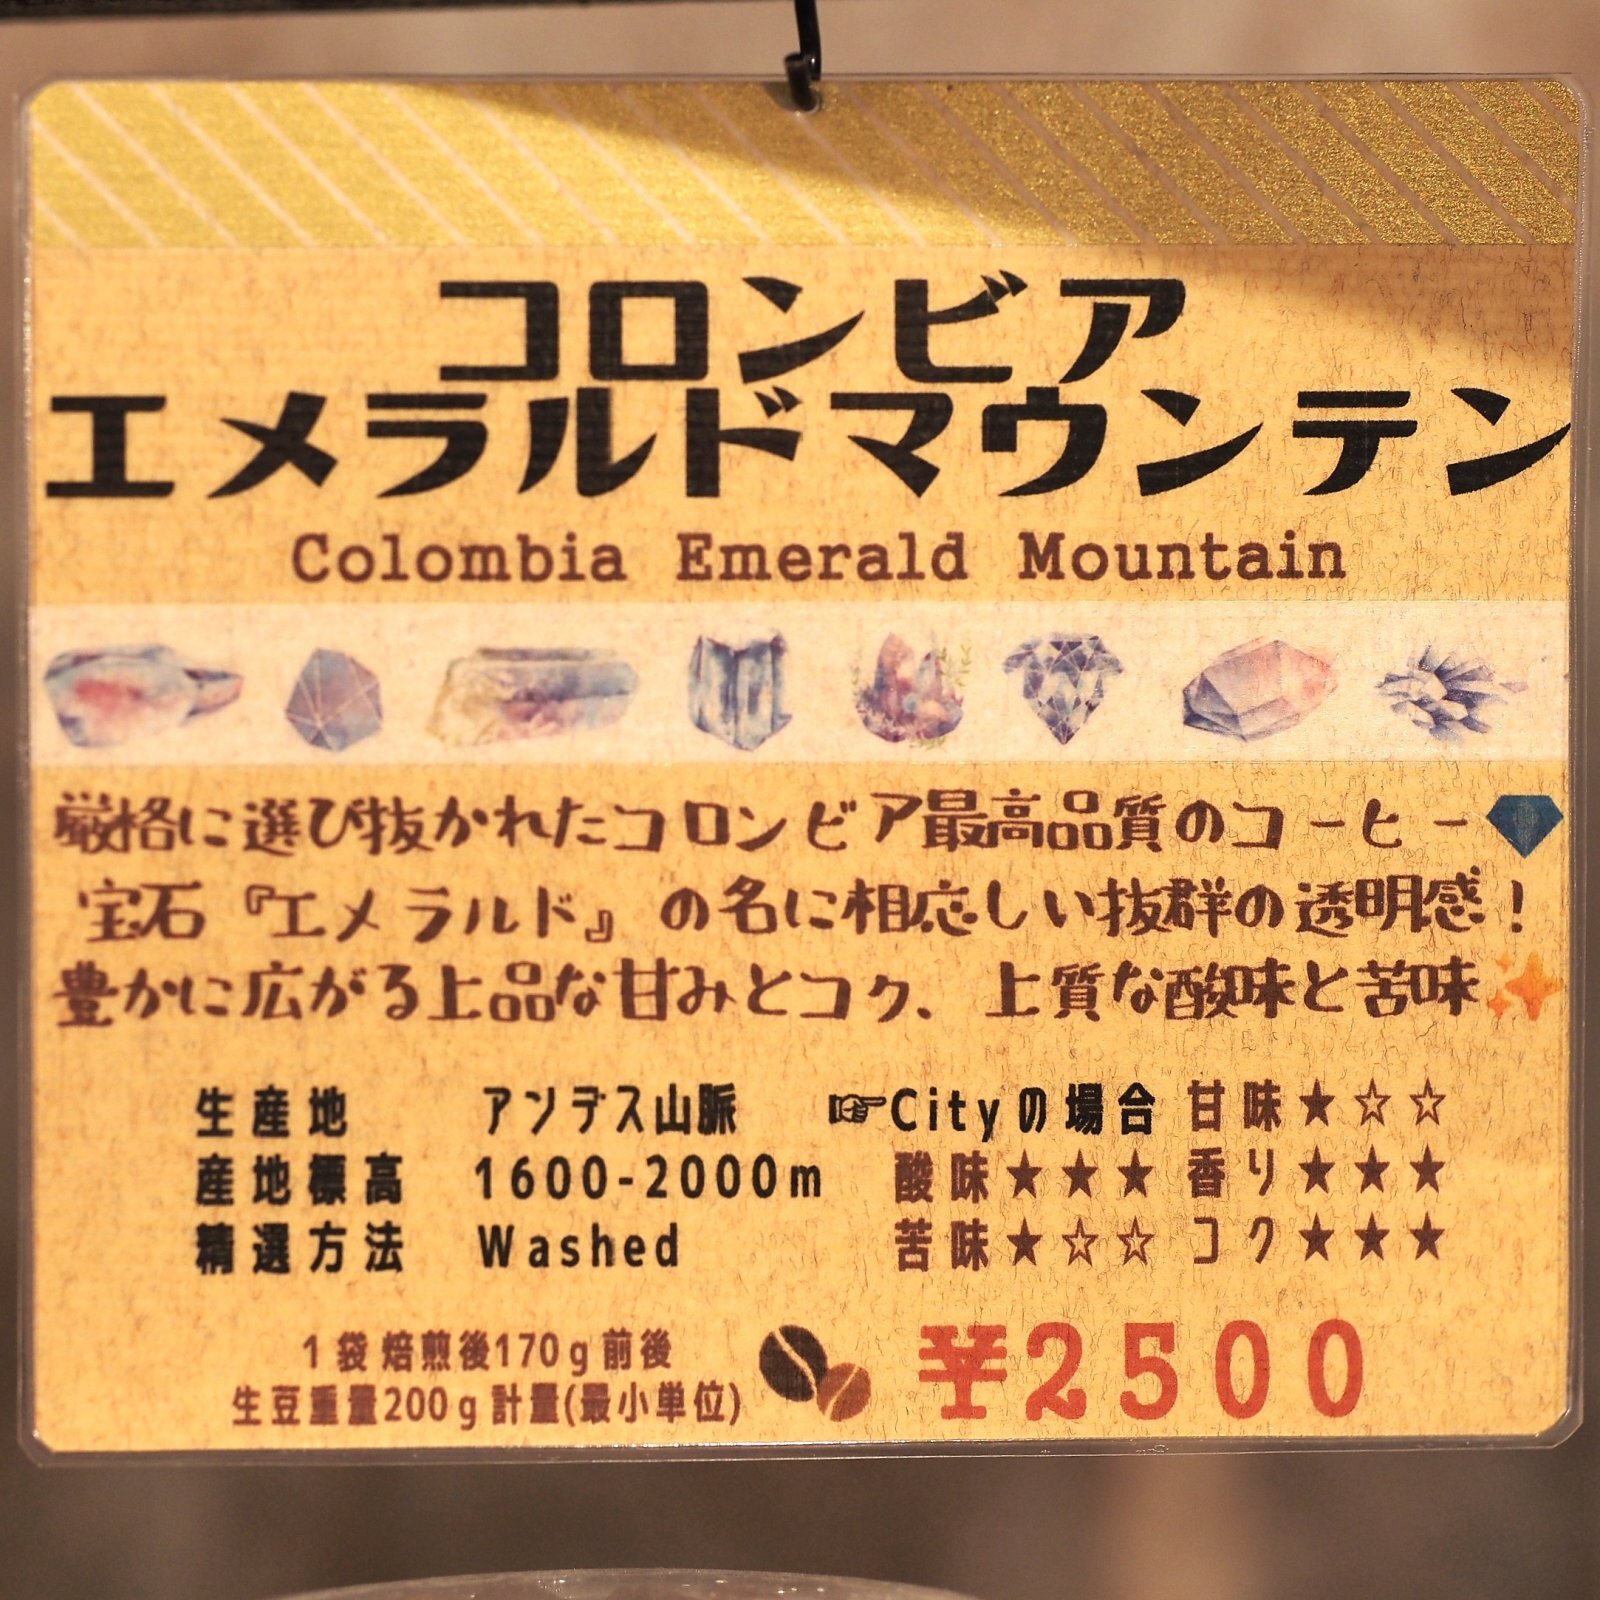 コロンビア
エメラルドマウンテン
Colombia Emerald Mountain
厳格に選び抜かれたコロンビア最高品質のコーヒー
宝石『エメラルド』の名に相応しい抜群の透明感!
豊かに広がる上品な甘みとコク、上質な酸味と苦味
生産地 アンデス山脈 ☞Cityの場合 甘味★☆☆
産地標高 1600-2000m 酸味★★★ 香り★★★
精選方法 Washed 苦味★☆☆ コク★★★
1袋焙煎後170g前後
生豆重量200g計量(最小単位)
¥2500